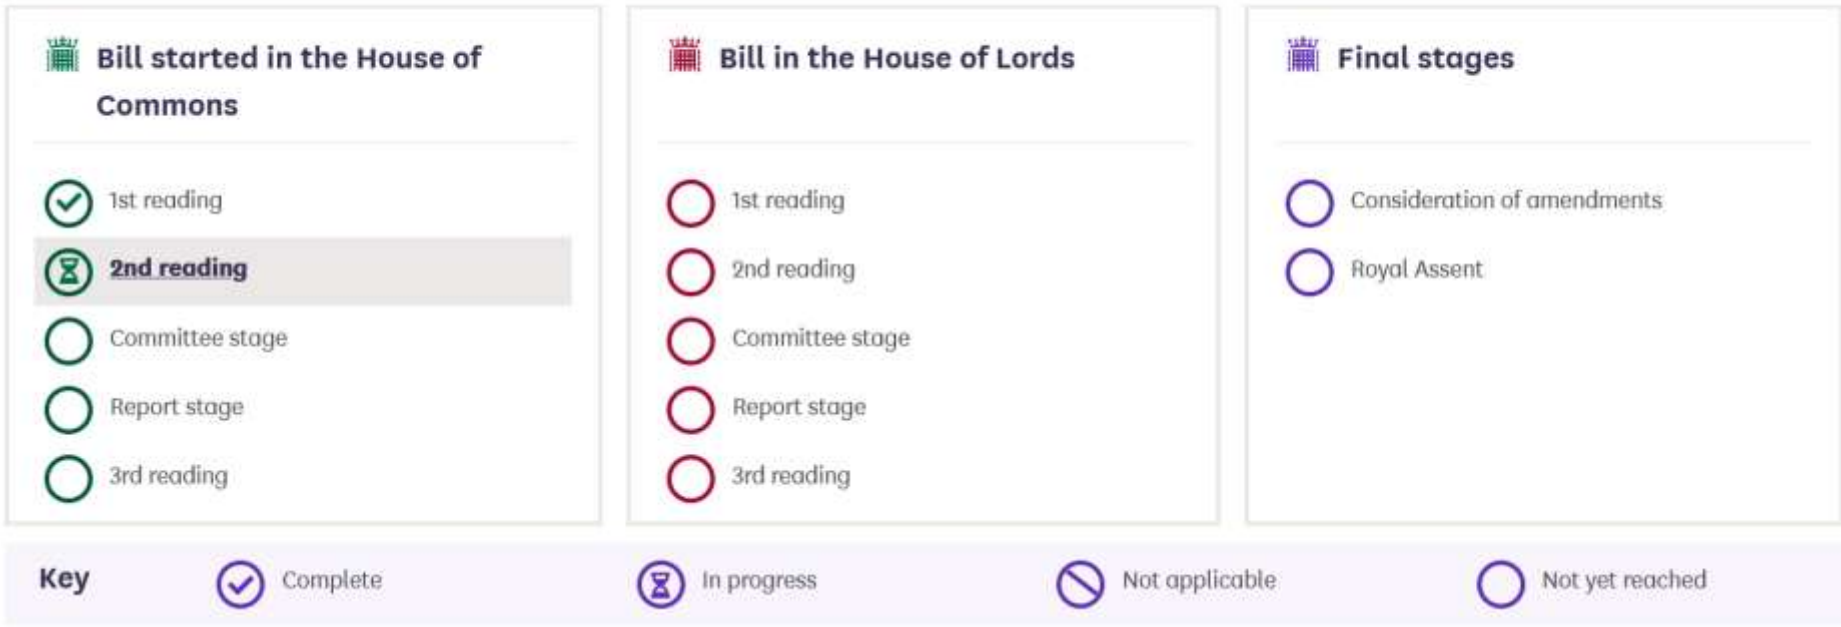 Bill started in the House of
Commons
1st reading
2nd reading
Committee stage
Report stage
3rd reading
Bill in the House of Lords
1st reading
2nd reading
Committee stage
Report stage
3rd reading
Final stages
Consideration of amendments
Royal Assent
Key
Complete
In progress
Not applicable
Not yet reached